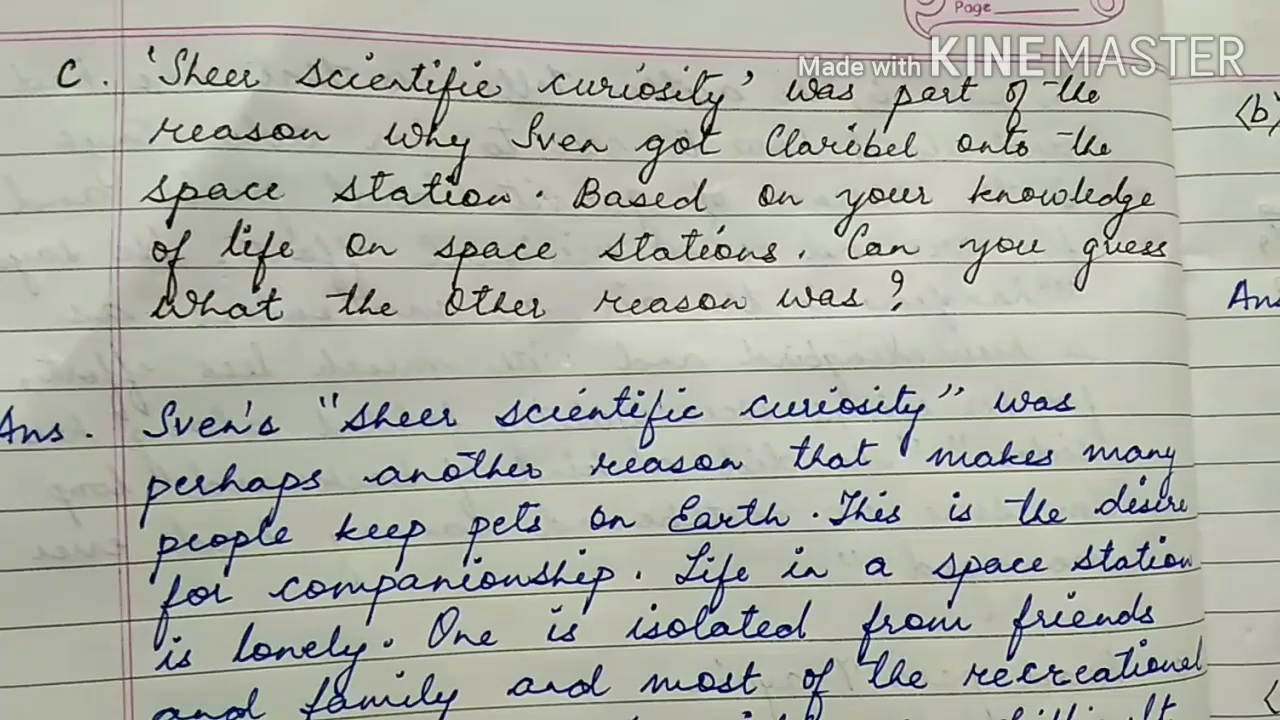 Page
Made with KINEMASTER
c. 'Sheer scientific curiosity' was part of the
reason why Sven got Claribel onto the
space station. Based on your knowledge
of life on space stations. Can you guess
what the other reason was?
Ans. Sven's "sheer scientific curiosity" was
perhaps another reason that makes many
people keep pets on Earth. This is the desire
for companionship. Life in a space station
is lonely. One is isolated from friends
and family and most of the recreational
(b)
Ans